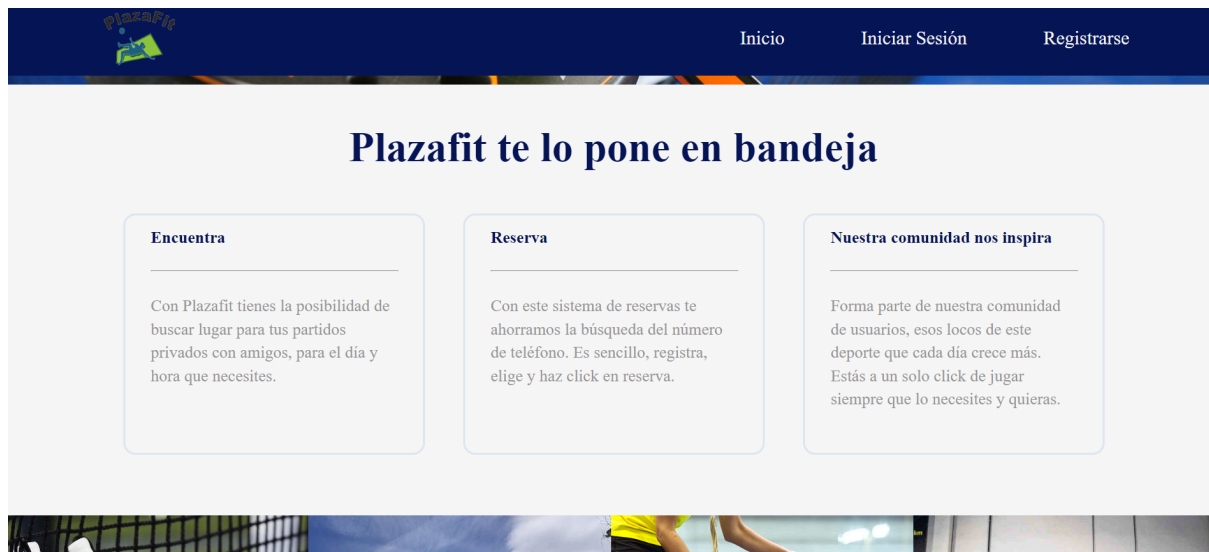 PlazaFit
Inicio
Iniciar Sesión
Registrarse
Plazafit te lo pone en bandeja
Encuentra
Con Plazafit tienes la posibilidad de
buscar lugar para tus partidos
privados con amigos, para el día y
hora que necesites.
Reserva
Con este sistema de reservas te
ahorramos la búsqueda del número
de teléfono. Es sencillo, registra,
elige y haz click en reserva.
Nuestra comunidad nos inspira
Forma parte de nuestra comunidad
de usuarios, esos locos de este
deporte que cada día crece más.
Estás a un solo click de jugar
siempre que lo necesites y quieras.